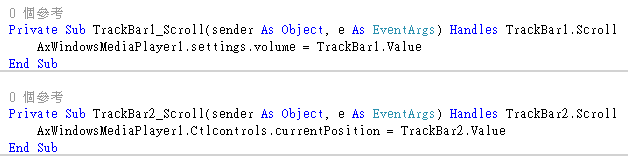 0 個參考
Private Sub TrackBar1_Scroll(sender As Object, e As EventArgs) Handles TrackBar1.Scroll
AxWindowsMediaPlayer1.settings.volume = TrackBar1.Value
End Sub
0 個參考
Private Sub TrackBar2_Scroll(sender As Object, e As EventArgs) Handles TrackBar2.Scroll
AxWindowsMediaPlayer1.Ctlcontrols.currentPosition = TrackBar2.Value
End Sub